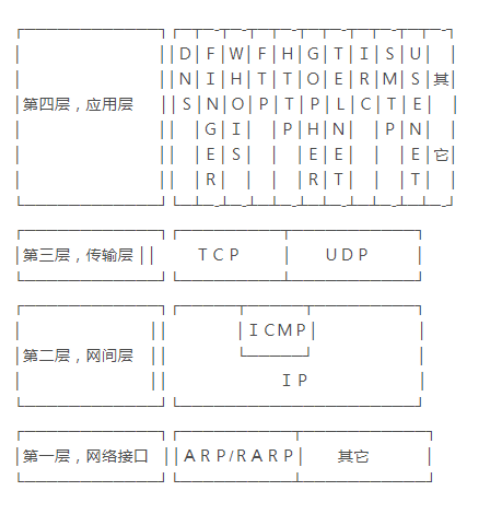 D F W F H G T I S U
N I H T T O E R M S 其
第四层，应用层 S N O P T P L C T E
G I P H N P N
E S E E E 它
R R T T
第三层，传输层 TCP UDP
ICMP
第二层，网间层
IP
第一层，网络接口 ARP/RARP 其它